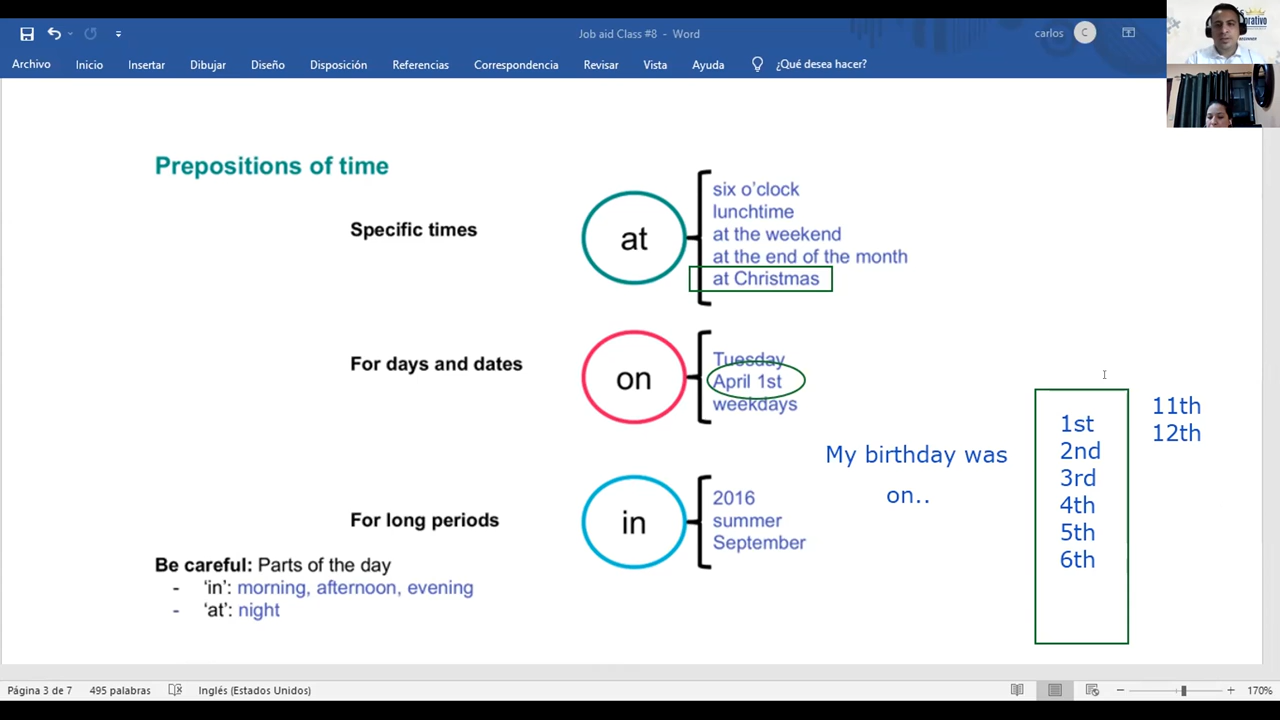 Job aid Class #8 - Word
carlos
C
Archivo Inicio Insertar Dibujar Diseño Disposición Referencias Correspondencia Revisar Vista Ayuda ¿Qué desea hacer?
Prepositions of time
Specific times
at
six o'clock
lunchtime
at the weekend
at the end of the month
at Christmas
For days and dates
on
Tuesday
April 1st
weekdays
My birthday was
on..
1st
2nd
3rd
4th
5th
6th
11th
12th
For long periods
in
2016
summer
September
Be careful: Parts of the day
- 'in': morning, afternoon, evening
- 'at': night
Página 3 de 7 495 palabras Inglés (Estados Unidos) 170%